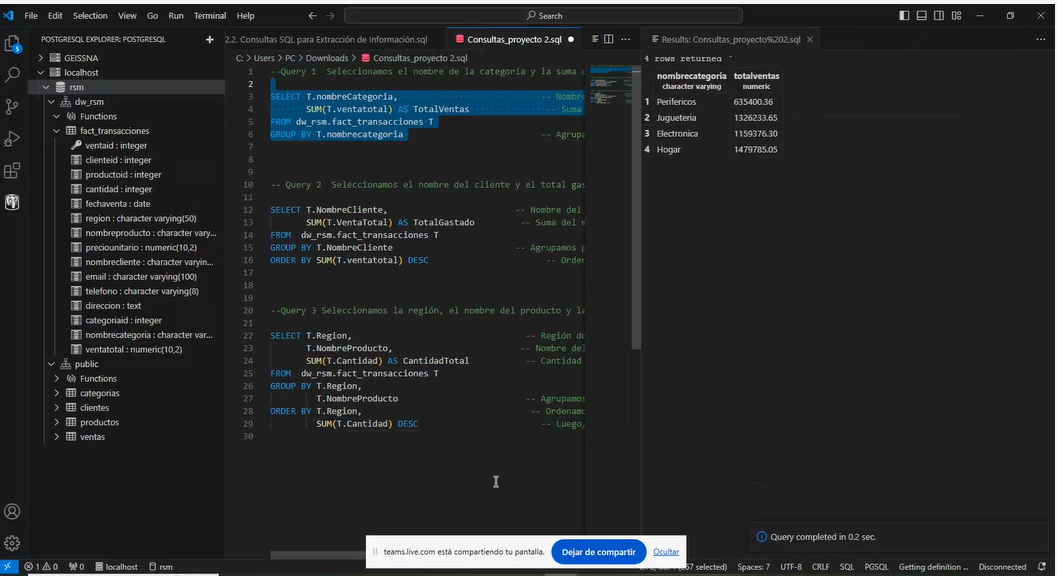 File Edit Selection View Go Run Terminal Help
Search
POSTGRESQL EXPLORER: POSTGRESQL
GEISSNA
localhost
rsm
dw_rsm
Functions
fact_transacciones
ventaid : integer
clienteid : integer
productoid : integer
cantidad : integer
fechaventa : date
region : character varying(50)
nombreproducto : character vary...
preciounitario : numeric(10,2)
nombrecliente : character varyin...
email : character varying(100)
telefono : character varying(8)
direccion : text
categoriaid : integer
nombrecategoria : character var...
ventatotal : numeric(10,2)
public
Functions
categorias
clientes
productos
ventas
2.2. Consultas SQL para Extracción de Información.sql
Consultas_proyecto 2.sql
C: > Users > PC > Downloads > Consultas_proyecto 2.sql
1 --Query 1 Seleccionamos el nombre de la categoría y la suma
2
3 SELECT T.nombreCategoria, -- Nombre
4 SUM(T.ventatotal) AS TotalVentas -- Suma
5 FROM dw_rsm.fact_transacciones T
6 GROUP BY T.nombrecategoria -- Agrupa
7
8
9
10 -- Query 2 Seleccionamos el nombre del cliente y el total gas
11
12 SELECT T.NombreCliente, -- Nombre del
13 SUM(T.VentaTotal) AS TotalGastado -- Suma del m
14 FROM dw_rsm.fact_transacciones T
15 GROUP BY T.NombreCliente -- Agrupamos p
16 ORDER BY SUM(T.ventatotal) DESC -- Orden
17
18
19
20 --Query 3 Seleccionamos la región, el nombre del producto y la
21
22 SELECT T.Region, -- Región de
23 T.NombreProducto, -- Nombre del
24 SUM(T.Cantidad) AS CantidadTotal -- Cantidad
25 FROM dw_rsm.fact_transacciones T
26 GROUP BY T.Region,
27 T.NombreProducto -- Agrupamos
28 ORDER BY T.Region, -- Ordenamo
29 SUM(T.Cantidad) DESC -- Luego,
30
Results: Consultas_proyecto%202.sql
4 rows returned
nombrecategoria totalventas
character varying numeric
1 Perifericos 635400.36
2 Jugueteria 1326233.65
3 Electronica 1159376.30
4 Hogar 1479785.05
Query completed in 0.2 sec.
teams.live.com está compartiendo tu pantalla. Dejar de compartir Ocultar
1 0 0 localhost rsm
selected) Spaces: 7 UTF-8 CRLF SQL PGSQL Getting definition ... Disconnected